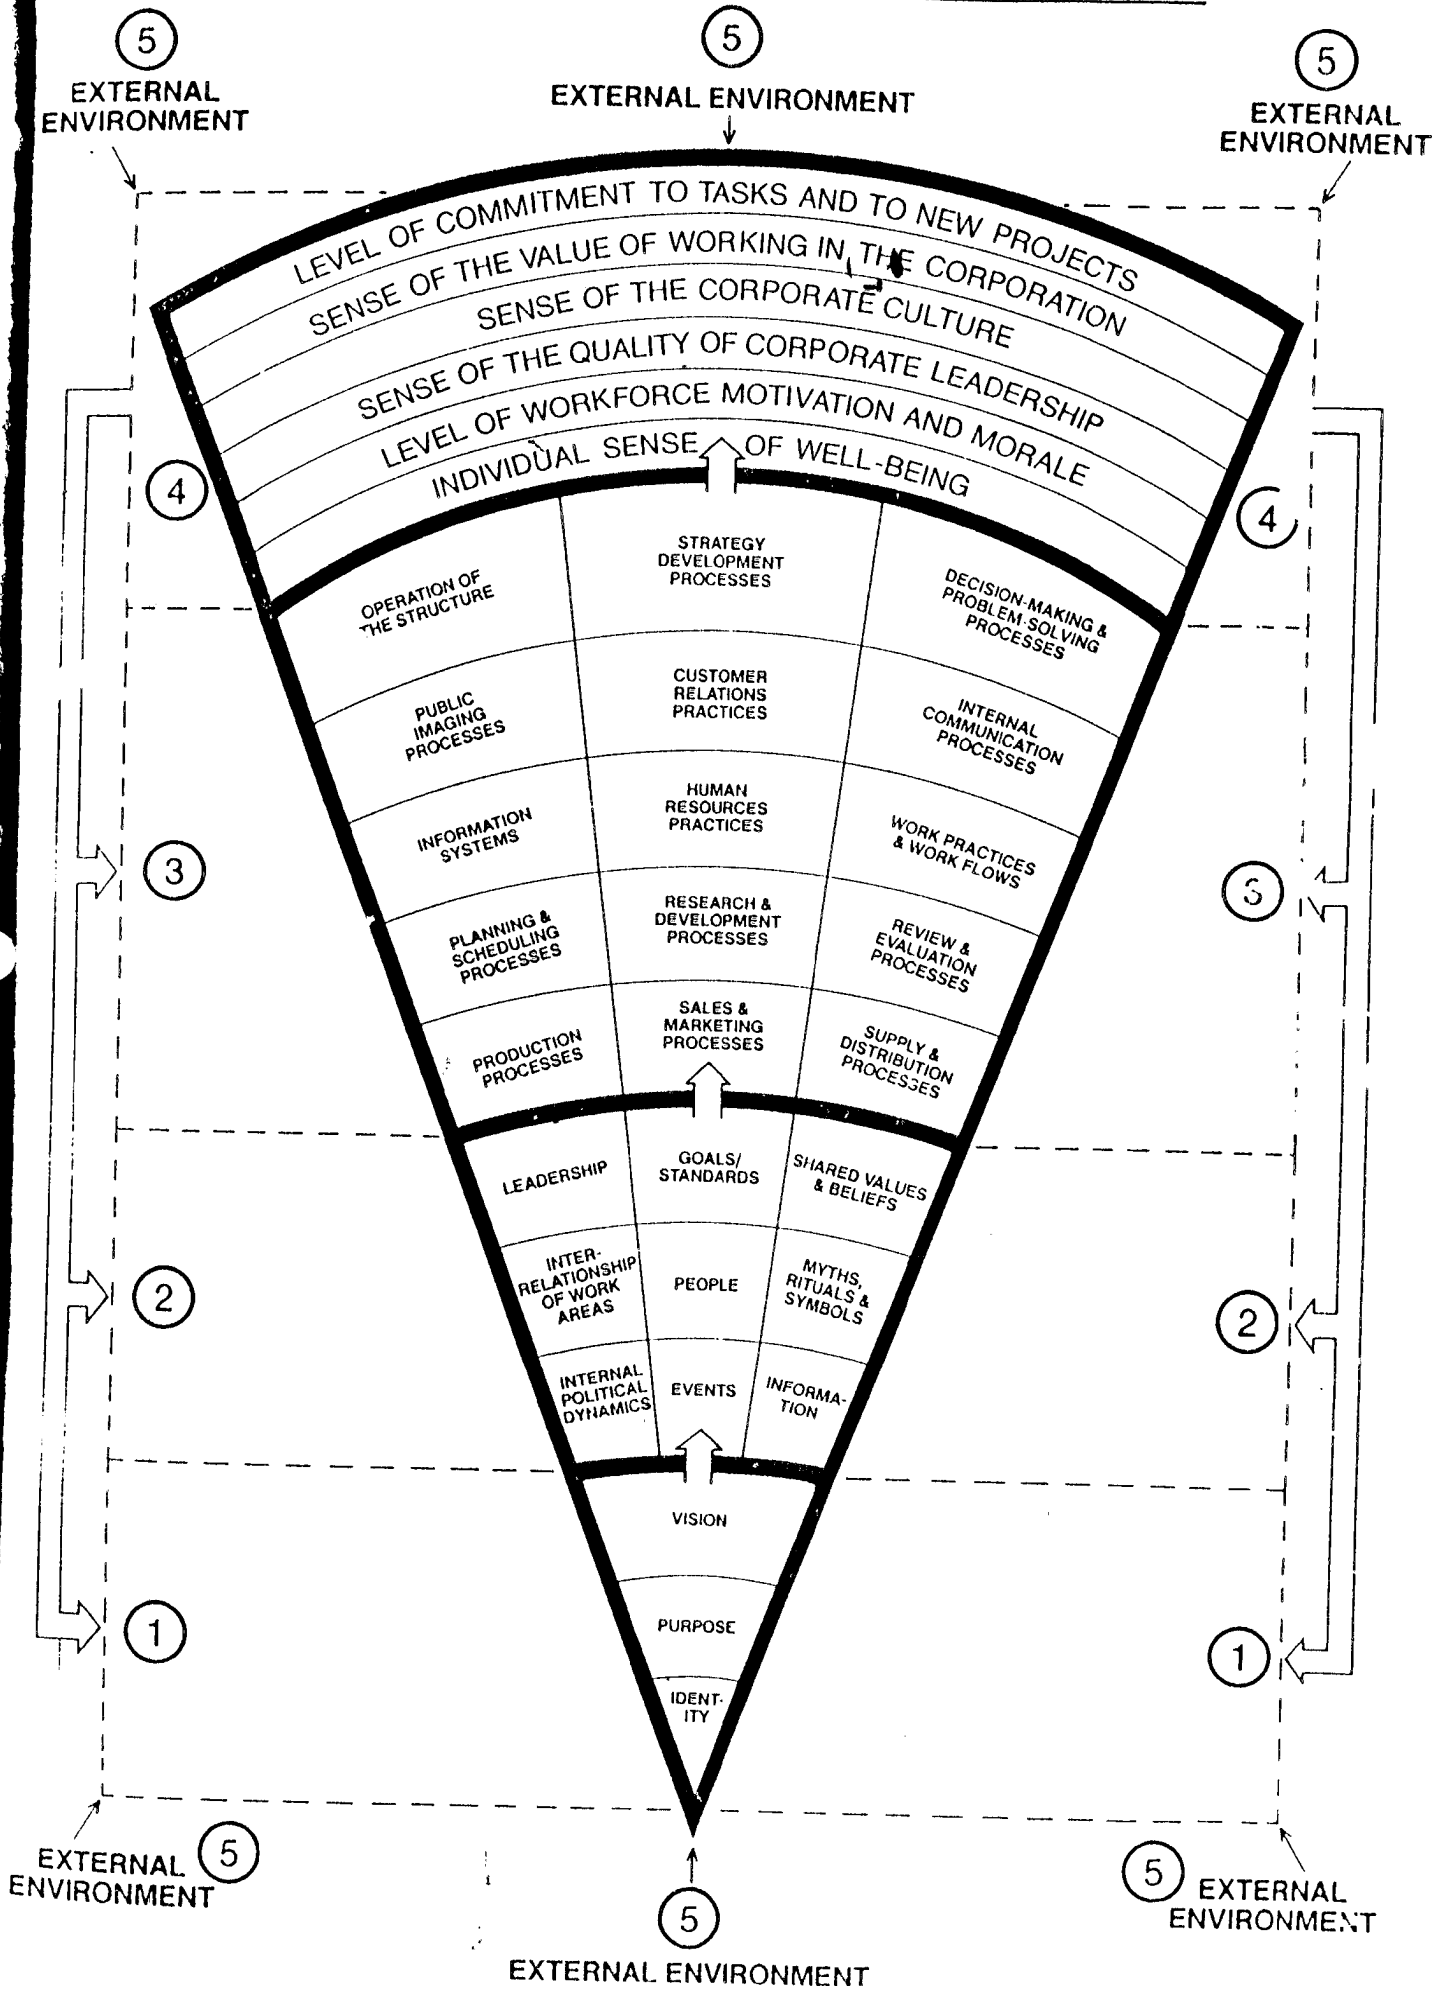 5
EXTERNAL
ENVIRONMENT
5
EXTERNAL ENVIRONMENT
5
EXTERNAL
ENVIRONMENT
LEVEL OF COMMITMENT TO TASKS AND TO NEW PROJECTS
SENSE OF THE VALUE OF WORKING IN THE CORPORATION
SENSE OF THE CORPORATE CULTURE
SENSE OF THE QUALITY OF CORPORATE LEADERSHIP
LEVEL OF WORKFORCE MOTIVATION AND MORALE
INDIVIDUAL SENSE OF WELL-BEING
4
4
OPERATION OF
THE STRUCTURE
STRATEGY
DEVELOPMENT
PROCESSES
DECISION-MAKING &
PROBLEM-SOLVING
PROCESSES
PUBLIC
IMAGING
PROCESSES
CUSTOMER
RELATIONS
PRACTICES
INTERNAL
COMMUNICATION
PROCESSES
INFORMATION
SYSTEMS
HUMAN
RESOURCES
PRACTICES
WORK PRACTICES
& WORK FLOWS
3
3
PLANNING &
SCHEDULING
PROCESSES
RESEARCH &
DEVELOPMENT
PROCESSES
REVIEW &
EVALUATION
PROCESSES
PRODUCTION
PROCESSES
SALES &
MARKETING
PROCESSES
SUPPLY &
DISTRIBUTION
PROCESSES
LEADERSHIP
GOALS/
STANDARDS
SHARED VALUES
& BELIEFS
INTER-
RELATIONSHIP
OF WORK
AREAS
PEOPLE
MYTHS,
RITUALS &
SYMBOLS
2
2
INTERNAL
POLITICAL
DYNAMICS
EVENTS
INFORMA-
TION
VISION
PURPOSE
1
1
IDENT-
ITY
EXTERNAL
ENVIRONMENT
5
5
EXTERNAL
ENVIRONMENT
5
EXTERNAL ENVIRONMENT